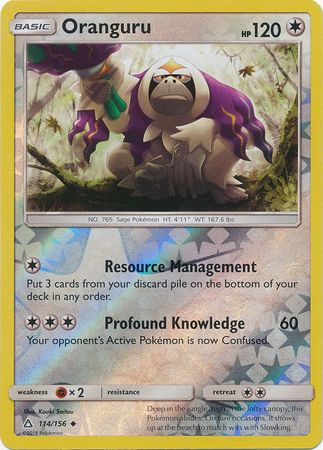 BASIC Oranguru HP 120
NO. 765 Sage Pokémon HT: 4'11" WT: 167.6 lbs.
Resource Management
Put 3 cards from your discard pile on the bottom of
your deck in any order.
Profound Knowledge 60
Your opponent's Active Pokémon is now Confused.
weakness × 2 resistance retreat
Illus. Kouki Saitou
114/156
©2018 Pokémon
Deep in the jungle, high in the lofty canopy, this
Pokémon abides. On rare occasions, it shows
up at the beach to match wits with Slowking.